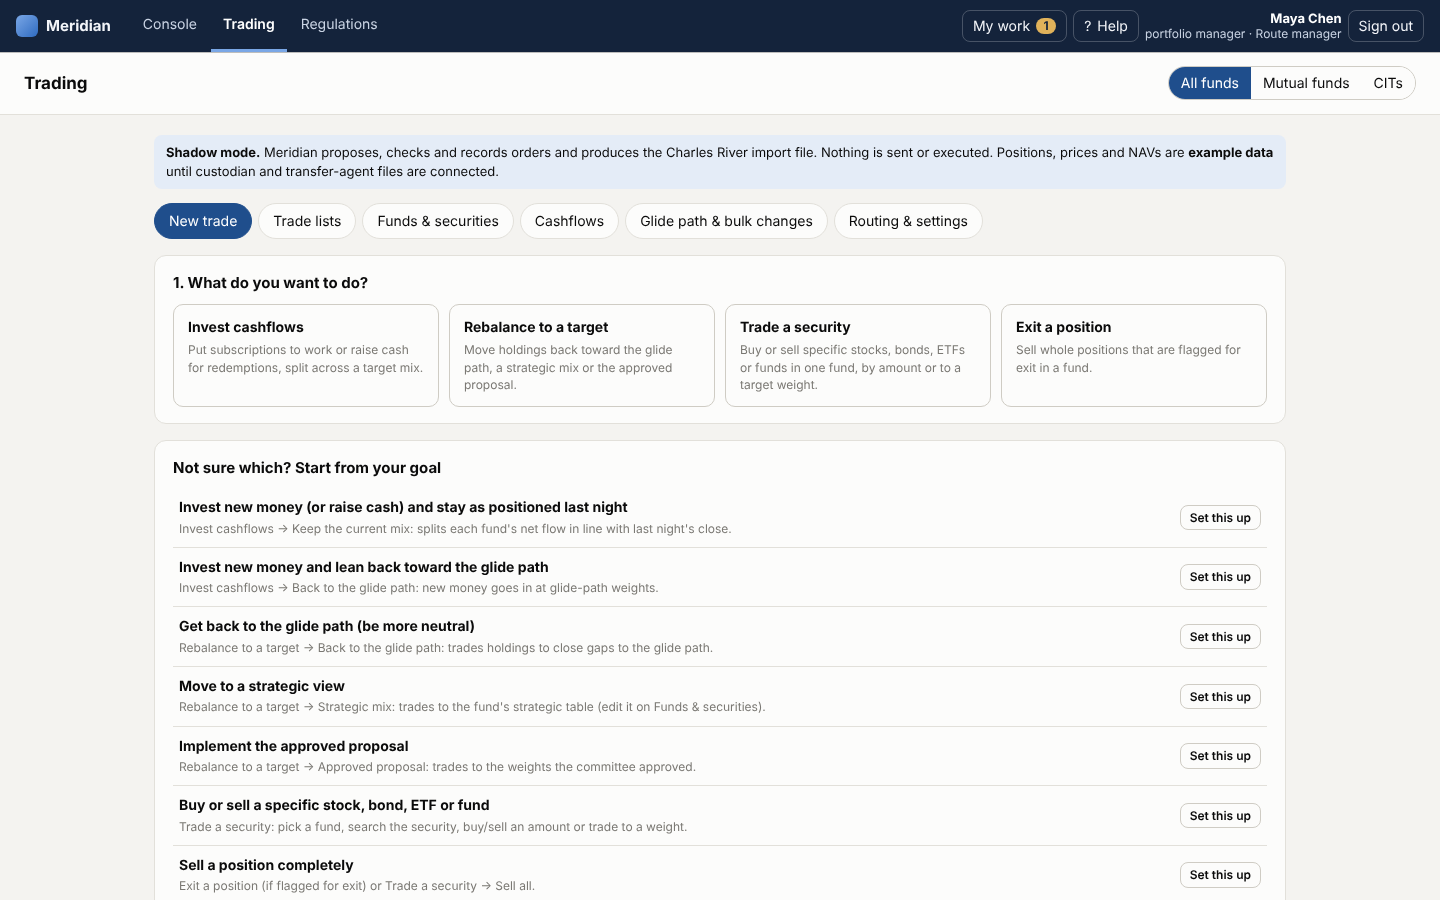 Meridian
Console
Trading
Regulations
My work 1
? Help
Maya Chen
portfolio manager · Route manager
Sign out
Trading
All funds
Mutual funds
CITs
Shadow mode. Meridian proposes, checks and records orders and produces the Charles River import file. Nothing is sent or executed. Positions, prices and NAVs are example data
until custodian and transfer-agent files are connected.
New trade
Trade lists
Funds & securities
Cashflows
Glide path & bulk changes
Routing & settings
1. What do you want to do?
Invest cashflows
Put subscriptions to work or raise cash
for redemptions, split across a target mix.
Rebalance to a target
Move holdings back toward the glide
path, a strategic mix or the approved
proposal.
Trade a security
Buy or sell specific stocks, bonds, ETFs
or funds in one fund, by amount or to a
target weight.
Exit a position
Sell whole positions that are flagged for
exit in a fund.
Not sure which? Start from your goal
Invest new money (or raise cash) and stay as positioned last night
Invest cashflows → Keep the current mix: splits each fund's net flow in line with last night's close.
Set this up
Invest new money and lean back toward the glide path
Invest cashflows → Back to the glide path: new money goes in at glide-path weights.
Set this up
Get back to the glide path (be more neutral)
Rebalance to a target → Back to the glide path: trades holdings to close gaps to the glide path.
Set this up
Move to a strategic view
Rebalance to a target → Strategic mix: trades to the fund's strategic table (edit it on Funds & securities).
Set this up
Implement the approved proposal
Rebalance to a target → Approved proposal: trades to the weights the committee approved.
Set this up
Buy or sell a specific stock, bond, ETF or fund
Trade a security: pick a fund, search the security, buy/sell an amount or trade to a weight.
Set this up
Sell a position completely
Exit a position (if flagged for exit) or Trade a security → Sell all.
Set this up